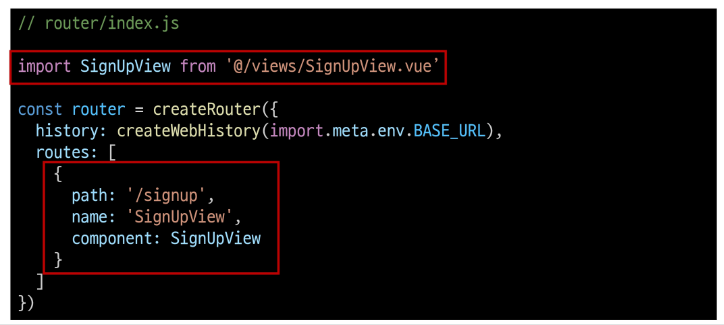 // router/index.js
import SignUpView from '@/views/SignUpView.vue'
const router = createRouter({
history: createWebHistory(import.meta.env.BASE_URL),
routes: [
{
path: '/signup',
name: 'SignUpView',
component: SignUpView
}
]
})